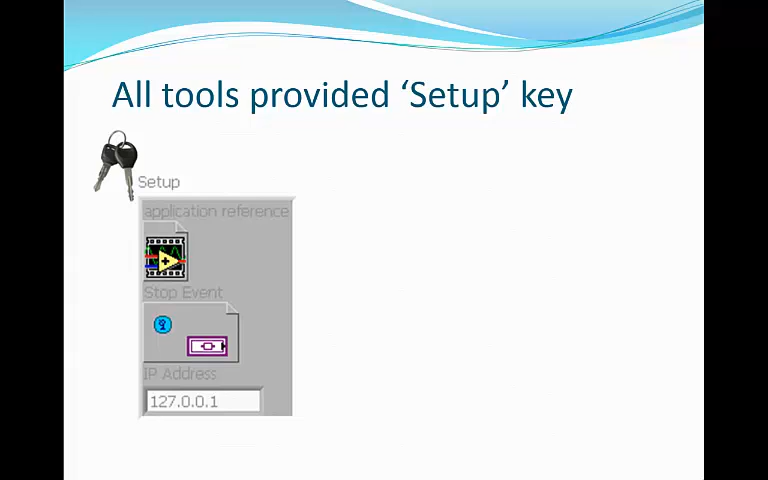 All tools provided ‘Setup’ key
Setup
application reference
Stop Event
IP Address
127.0.0.1